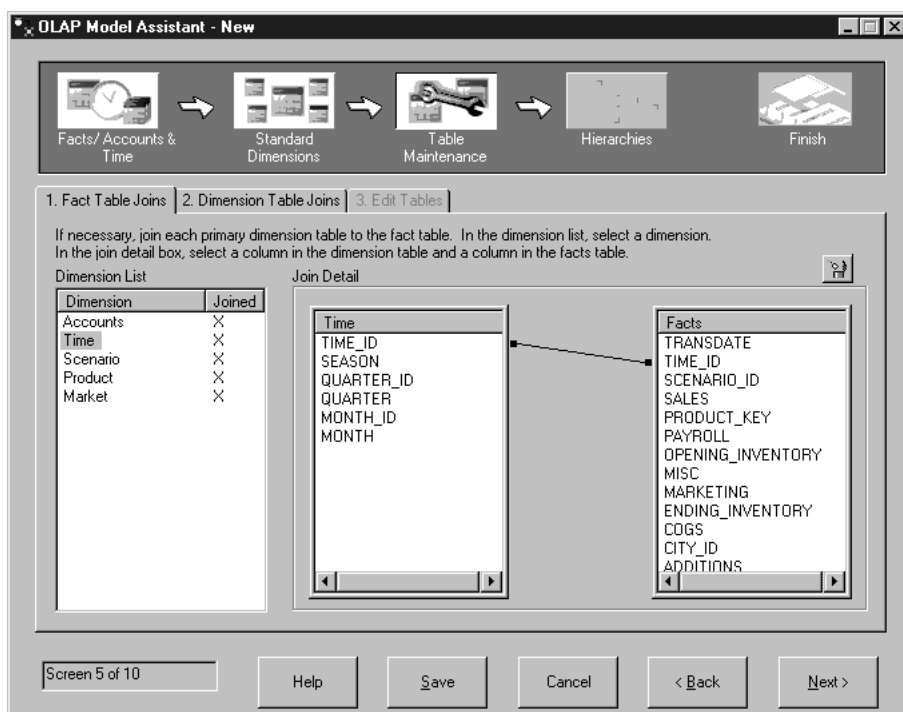 OLAP Model Assistant - New
Facts/ Accounts & Time
Standard Dimensions
Table Maintenance
Hierarchies
Finish
1. Fact Table Joins
2. Dimension Table Joins
3. Edit Tables
If necessary, join each primary dimension table to the fact table. In the dimension list, select a dimension.
In the join detail box, select a column in the dimension table and a column in the facts table.
Dimension List
Dimension Joined
Accounts X
Time X
Scenario X
Product X
Market X
Join Detail
Time
TIME_ID
SEASON
QUARTER_ID
QUARTER
MONTH_ID
MONTH
Facts
TRANSDATE
TIME_ID
SCENARIO_ID
SALES
PRODUCT_KEY
PAYROLL
OPENING_INVENTORY
MISC
MARKETING
ENDING_INVENTORY
COGS
CITY_ID
ADDITIONS
Screen 5 of 10
Help
Save
Cancel
< Back
Next >